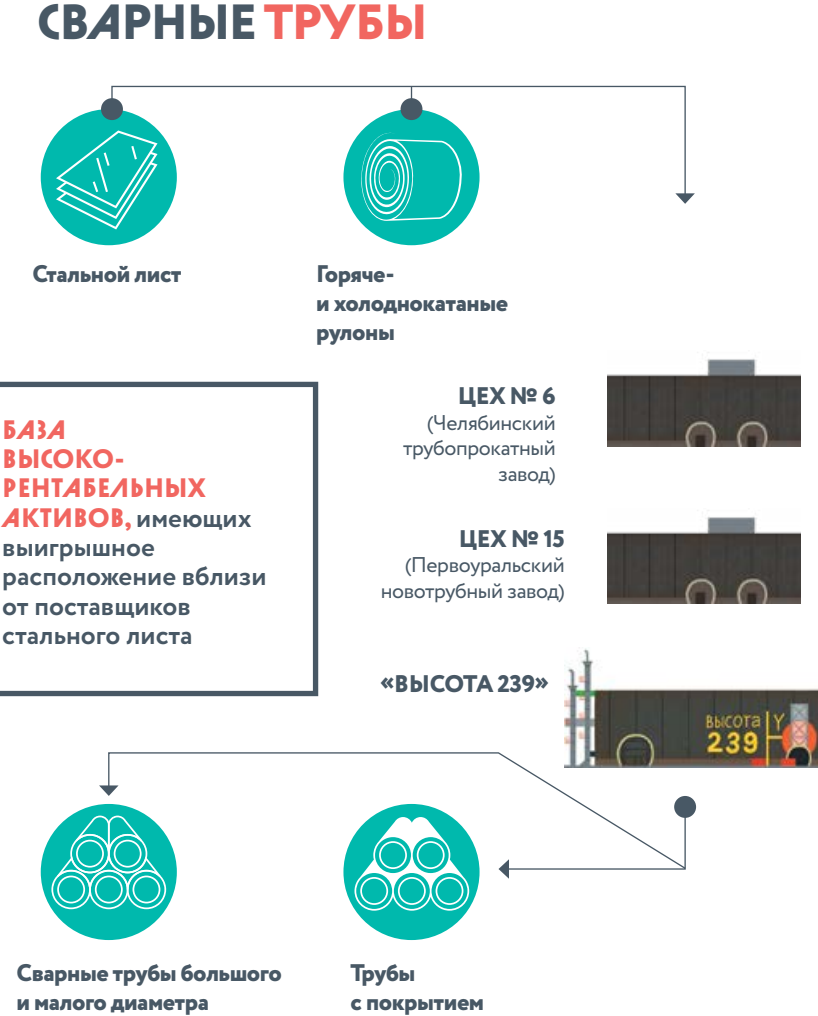 СВАРНЫЕ ТРУБЫ
Стальной лист
Горяче-
и холоднокатаные
рулоны
БАЗА
ВЫСОКО-
РЕНТАБЕЛЬНЫХ
АКТИВОВ, имеющих
выигрышное
расположение вблизи
от поставщиков
стального листа
ЦЕХ № 6
(Челябинский
трубопрокатный
завод)
ЦЕХ № 15
(Первоуральский
новотрубный завод)
«ВЫСОТА 239»
ВЫСОТА
239
Сварные трубы большого
и малого диаметра
Трубы
с покрытием